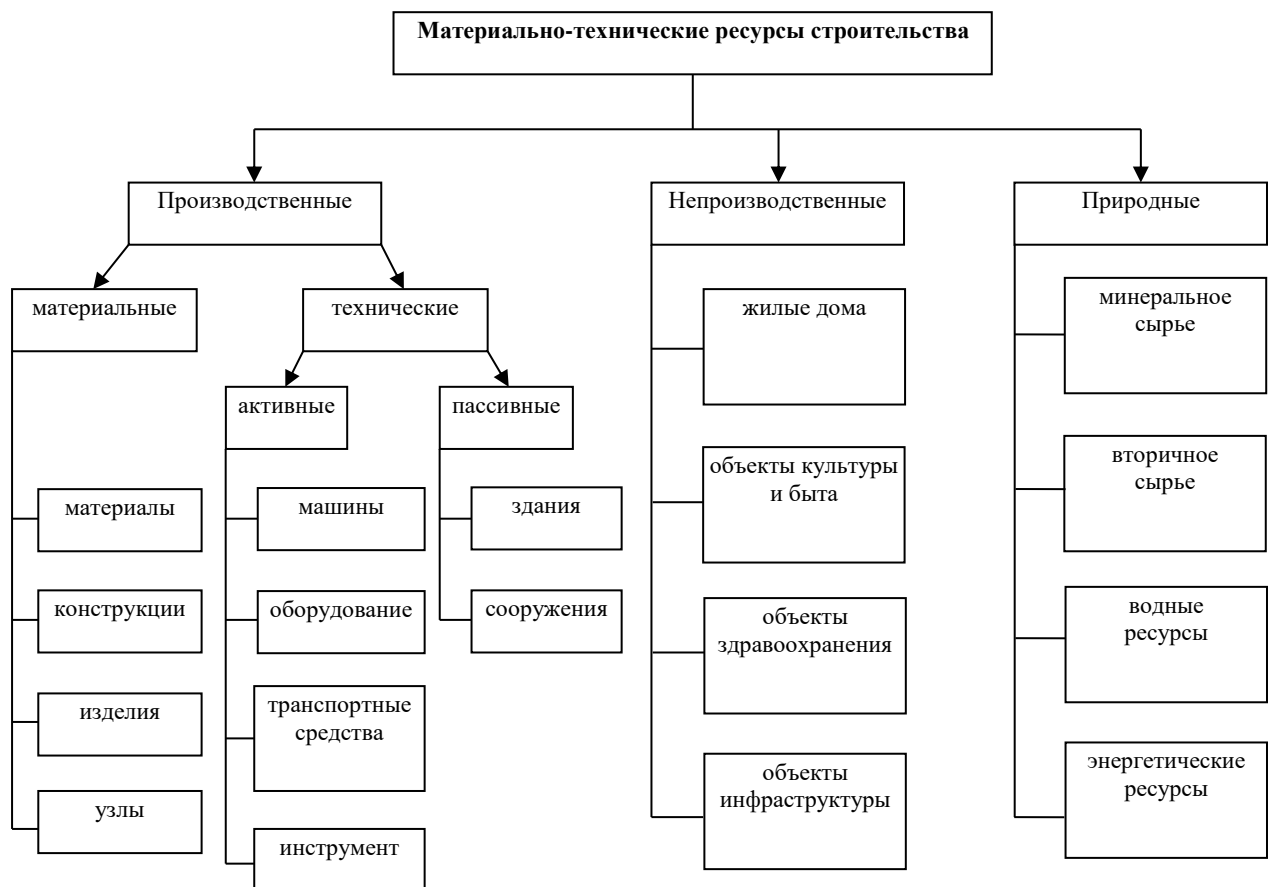 Материально-технические ресурсы строительства
Производственные
Непроизводственные
Природные
материальные
технические
активные
пассивные
материалы
конструкции
изделия
узлы
машины
оборудование
транспортные
средства
инструмент
здания
сооружения
жилые дома
объекты культуры
и быта
объекты
здравоохранения
объекты
инфраструктуры
минеральное
сырье
вторичное
сырье
водные
ресурсы
энергетические
ресурсы